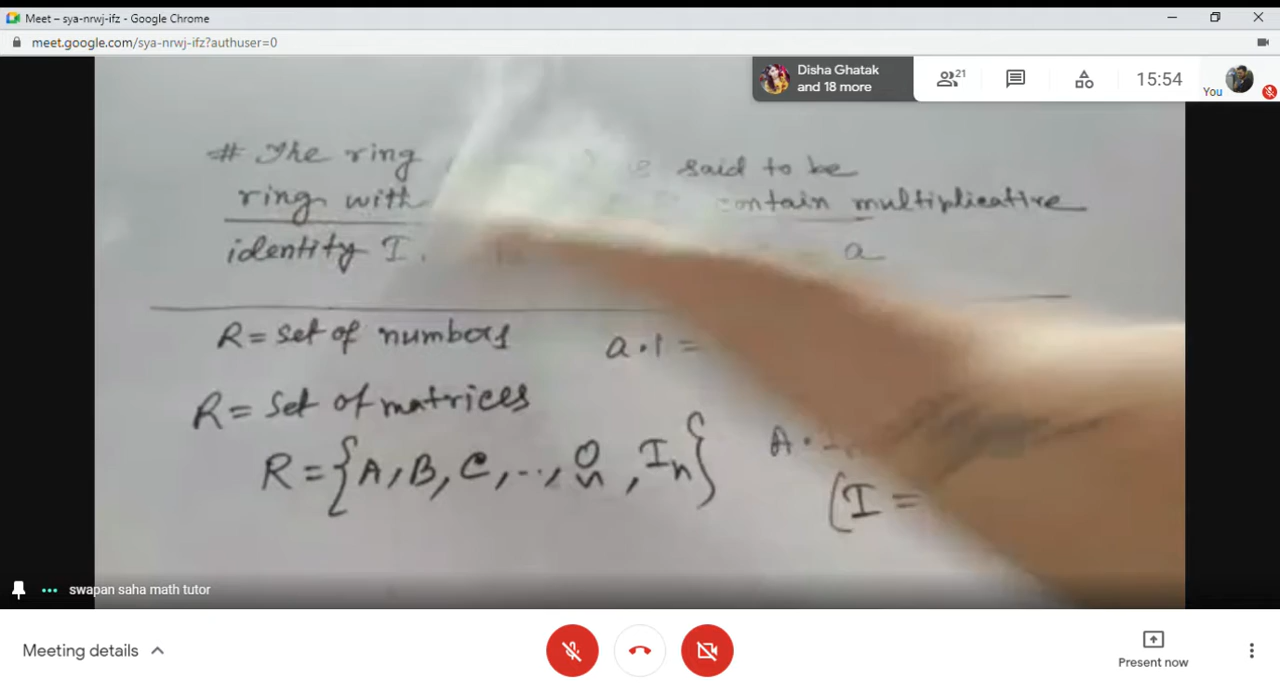 Meet – sya-nrwj-ifz - Google Chrome
meet.google.com/sya-nrwj-ifz?authuser=0
Disha Ghatak
and 18 more
21
15:54
You
# The ring said to be
ring with contain multiplicative
identity I. a
R = set of numbers a·1 =
R = Set of matrices
R = {A, B, C, .., O, In} A·
(I =
swapan saha math tutor
Meeting details
Present now